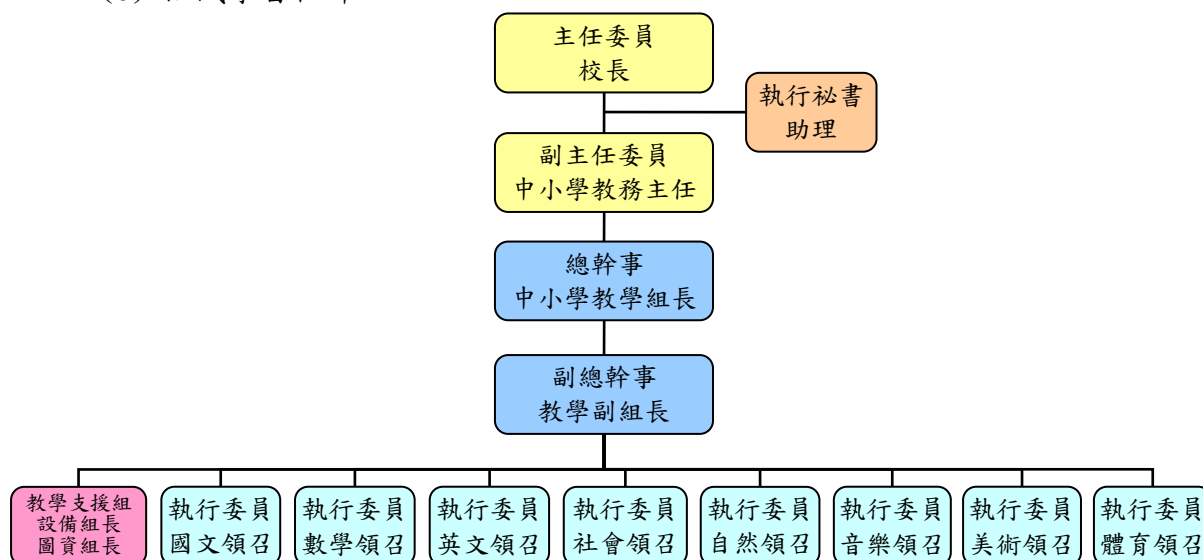 主任委員
校長
執行祕書
助理
副主任委員
中小學教務主任
總幹事
中小學教學組長
副總幹事
教學副組長
教學支援組
設備組長
圖資組長
執行委員
國文領召
執行委員
數學領召
執行委員
英文領召
執行委員
社會領召
執行委員
自然領召
執行委員
音樂領召
執行委員
美術領召
執行委員
體育領召